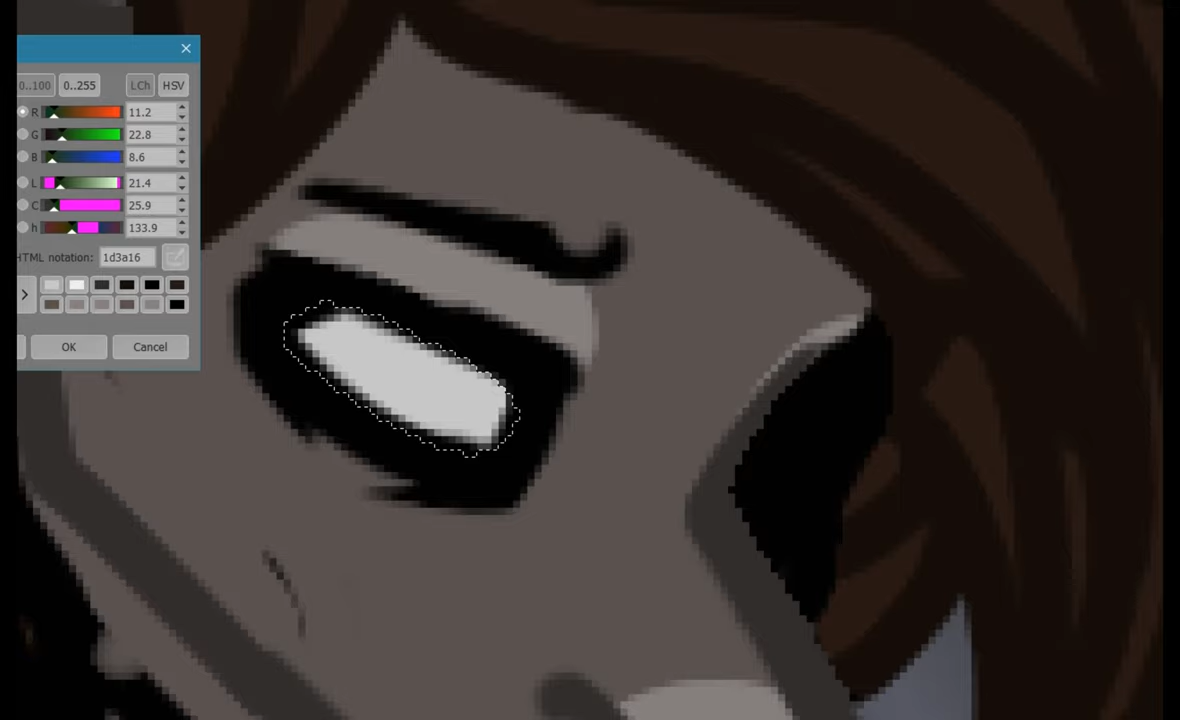 0..100 0..255 LCh HSV
R 11.2
G 22.8
B 8.6
L 21.4
C 25.9
h 133.9
HTML notation: 1d3a16
OK Cancel